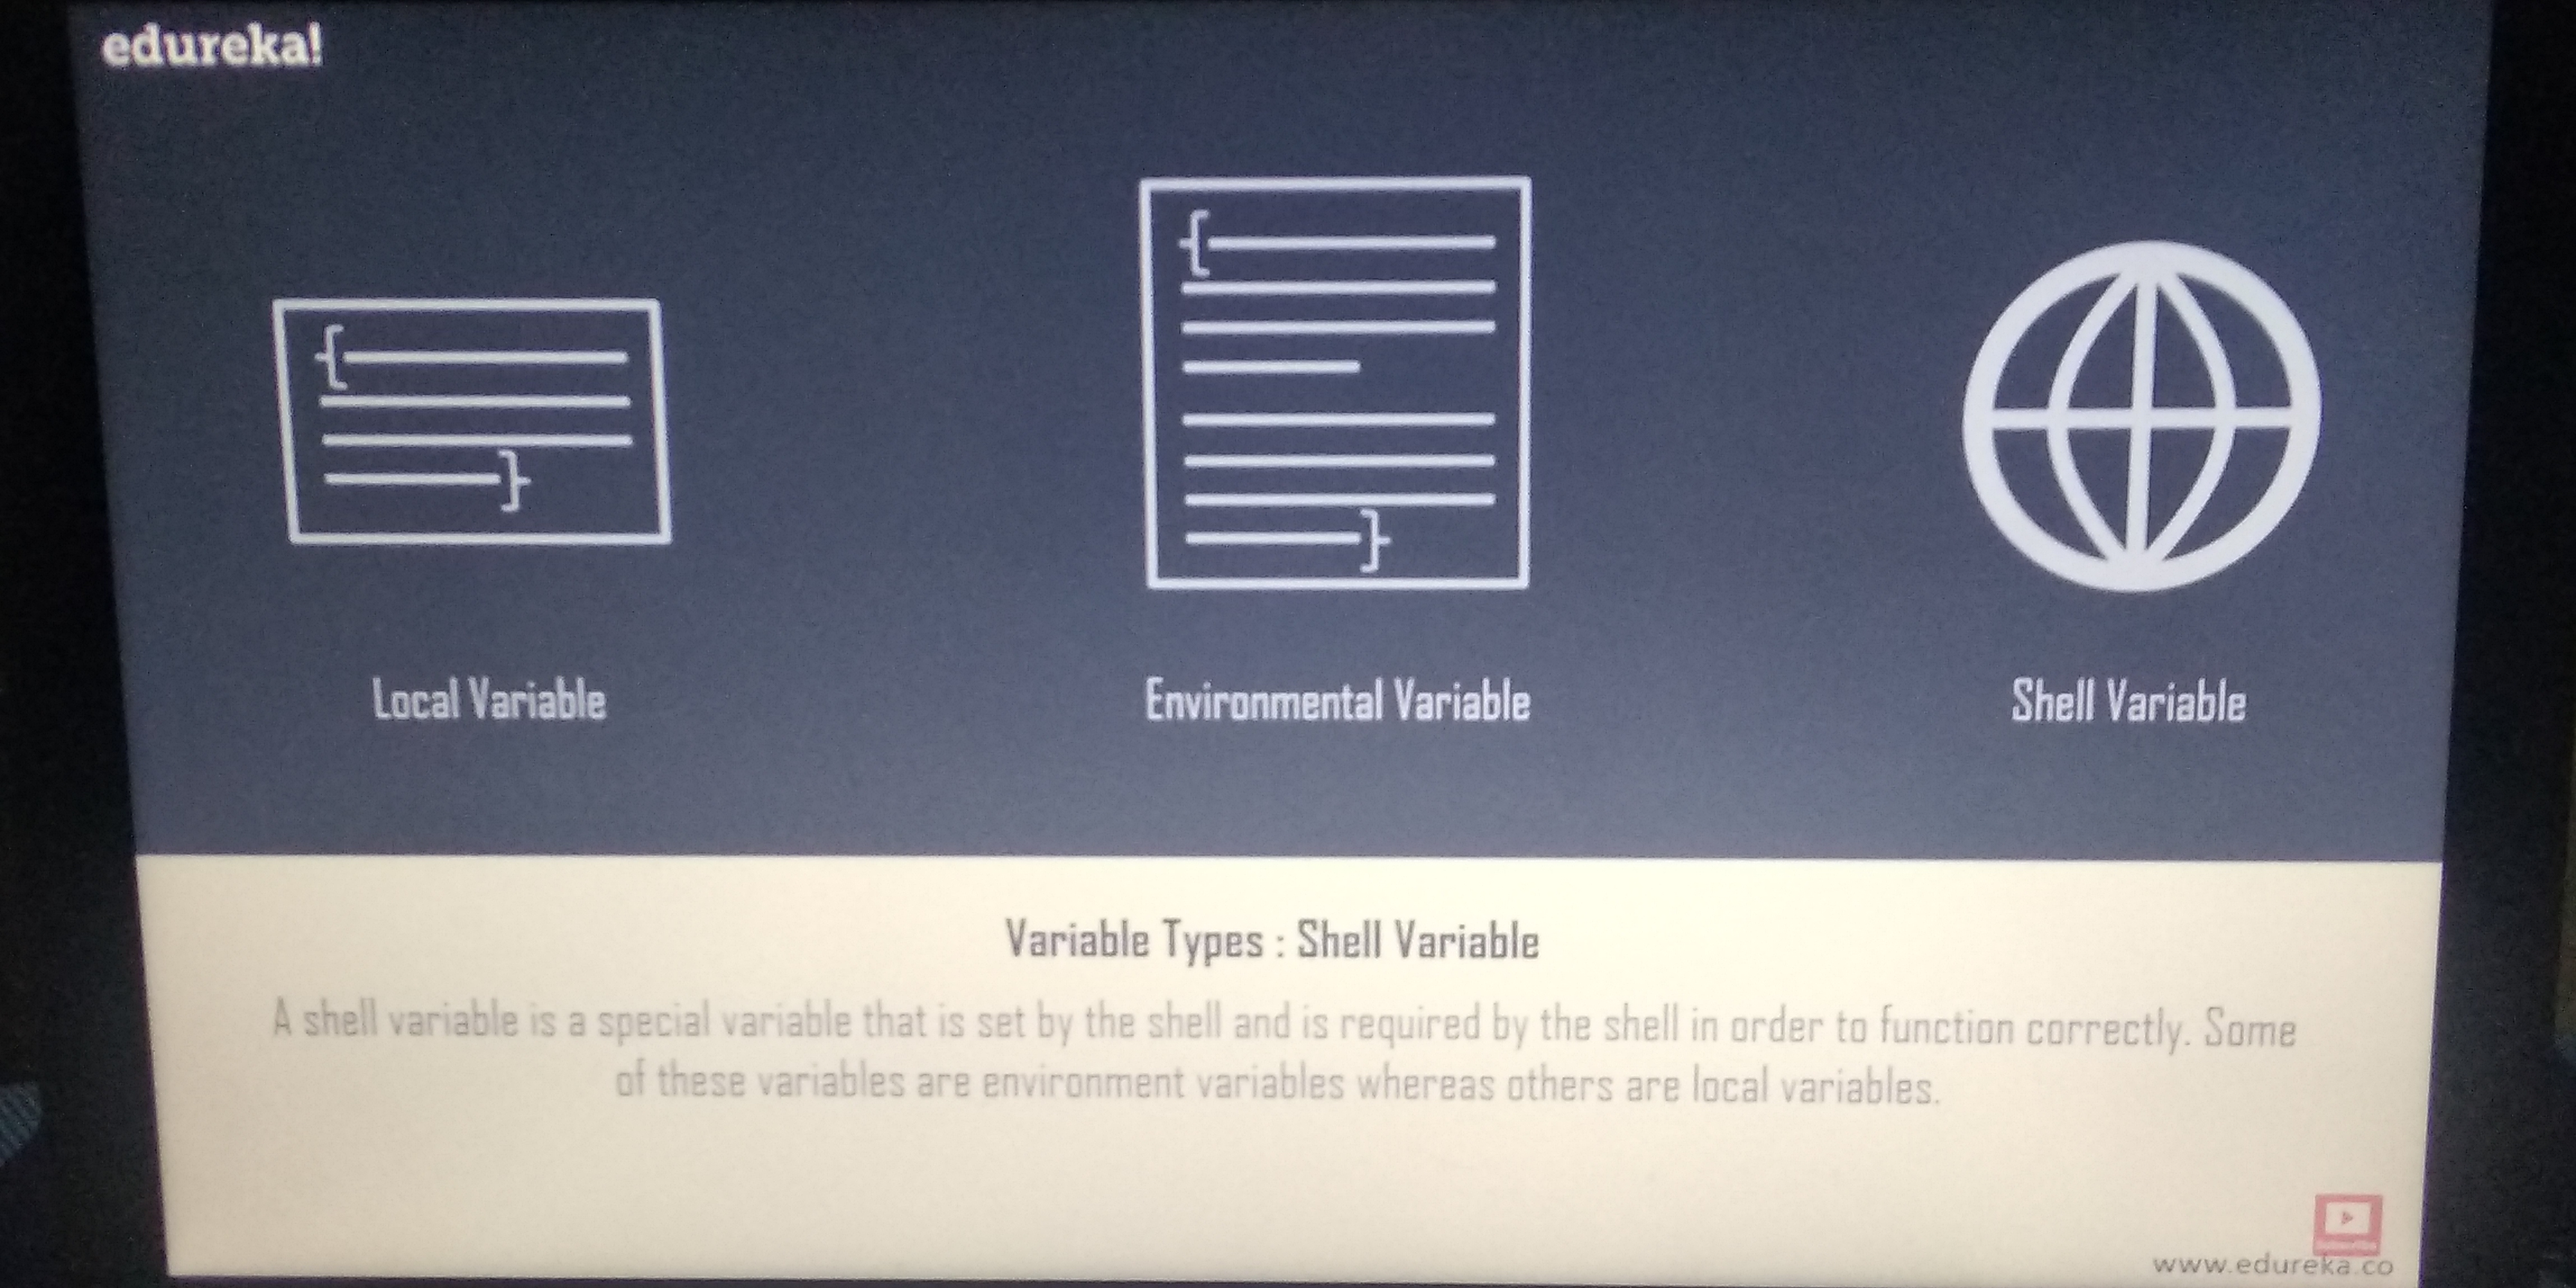 edureka!
Local Variable
Environmental Variable
Shell Variable
Variable Types : Shell Variable
A shell variable is a special variable that is set by the shell and is required by the shell in order to function correctly. Some
of these variables are environment variables whereas others are local variables.
www.edureka.co